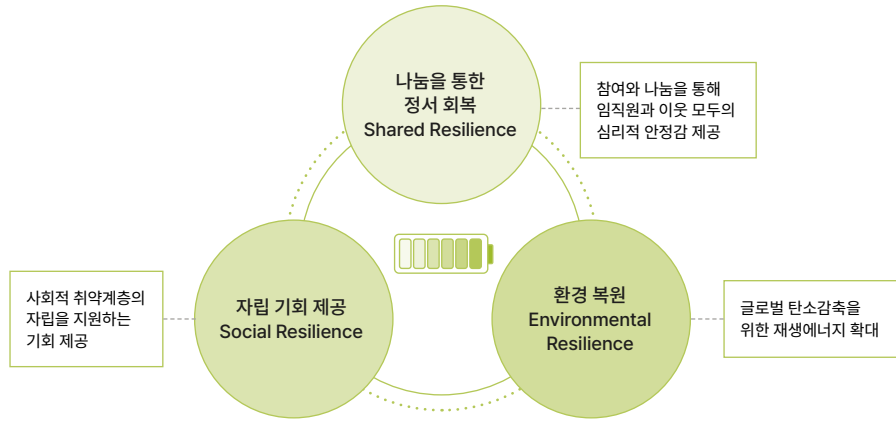 나눔을 통한
정서 회복
Shared Resilience
참여와 나눔을 통해
임직원과 이웃 모두의
심리적 안정감 제공
사회적 취약계층의
자립을 지원하는
기회 제공
자립 기회 제공
Social Resilience
환경 복원
Environmental
Resilience
글로벌 탄소감축을
위한 재생에너지 확대